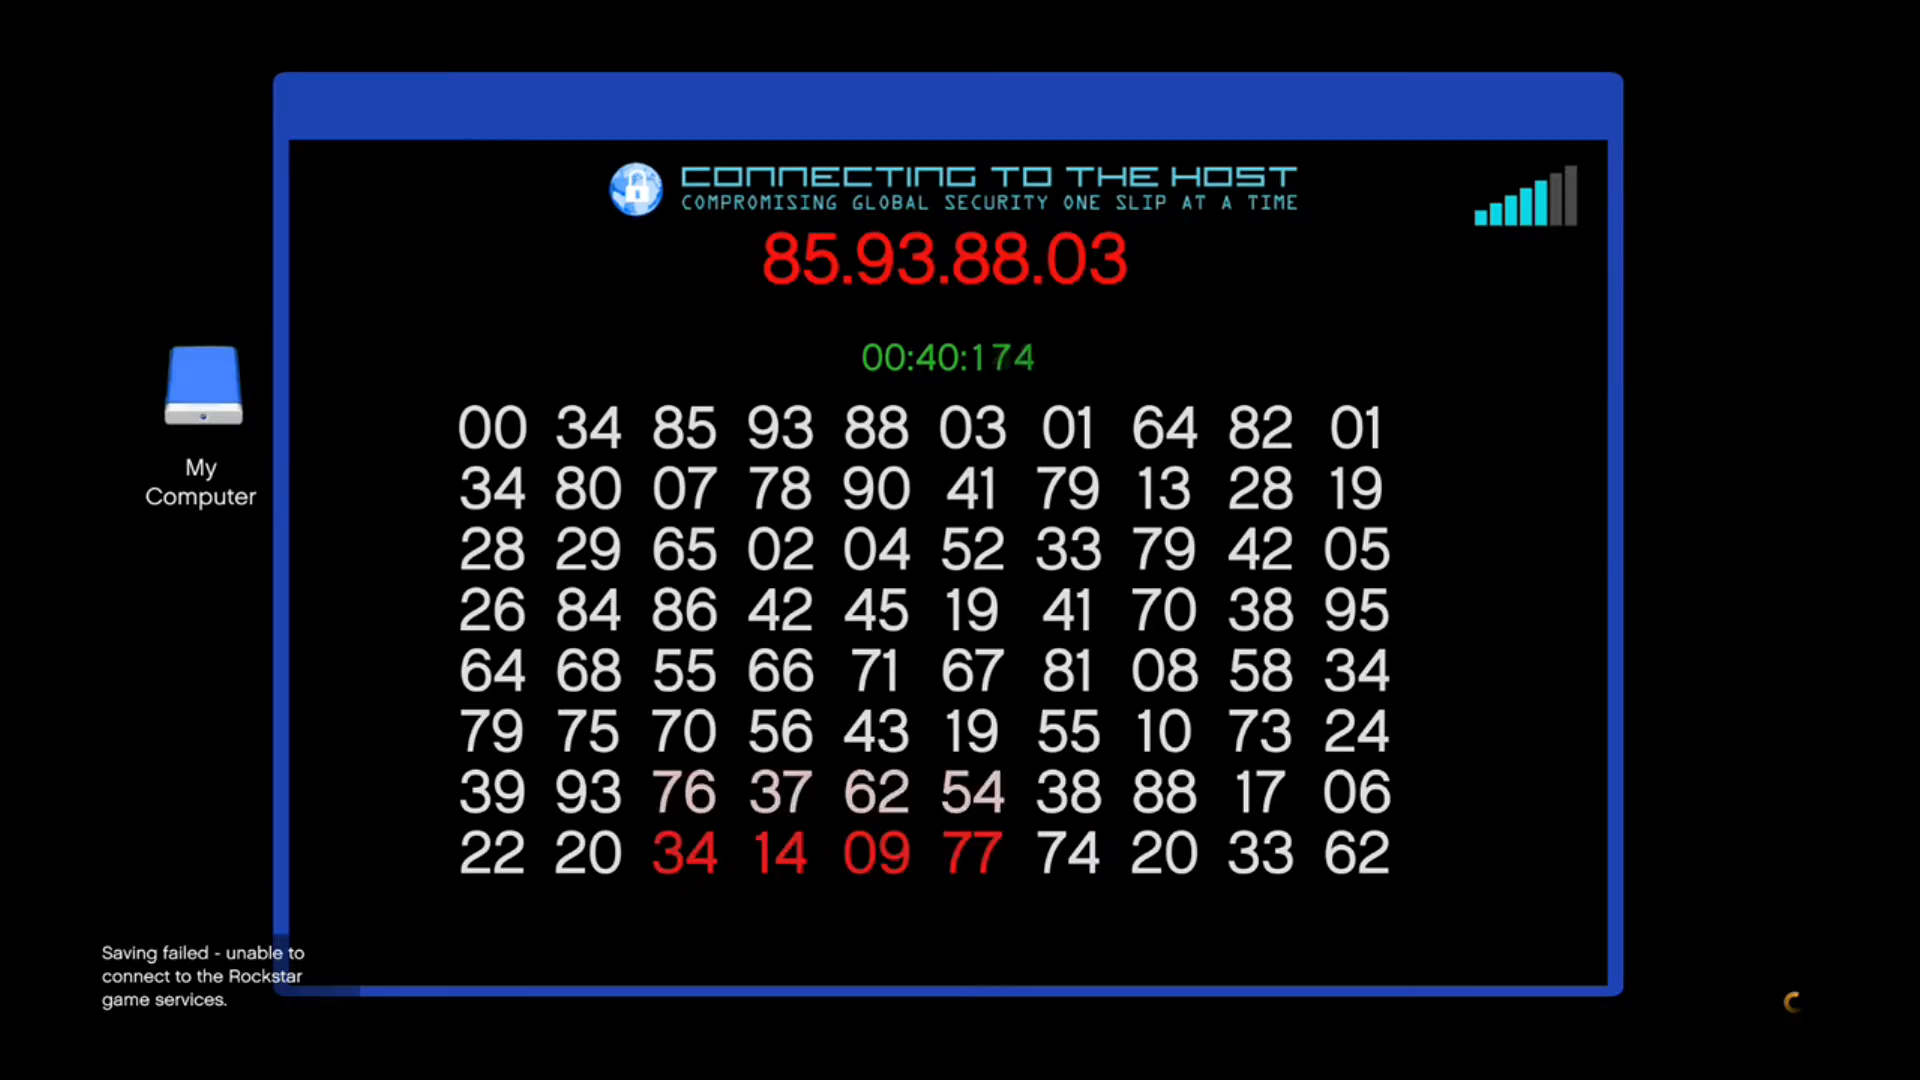 CONNECTING TO THE HOST
COMPROMISING GLOBAL SECURITY ONE SLIP AT A TIME
85.93.88.03
00:40:174
00 34 85 93 88 03 01 64 82 01
34 80 07 78 90 41 79 13 28 19
28 29 65 02 04 52 33 79 42 05
26 84 86 42 45 19 41 70 38 95
64 68 55 66 71 67 81 08 58 34
79 75 70 56 43 19 55 10 73 24
39 93 76 37 62 54 38 88 17 06
22 20 34 14 09 77 74 20 33 62
My
Computer
Saving failed - unable to
connect to the Rockstar
game services.